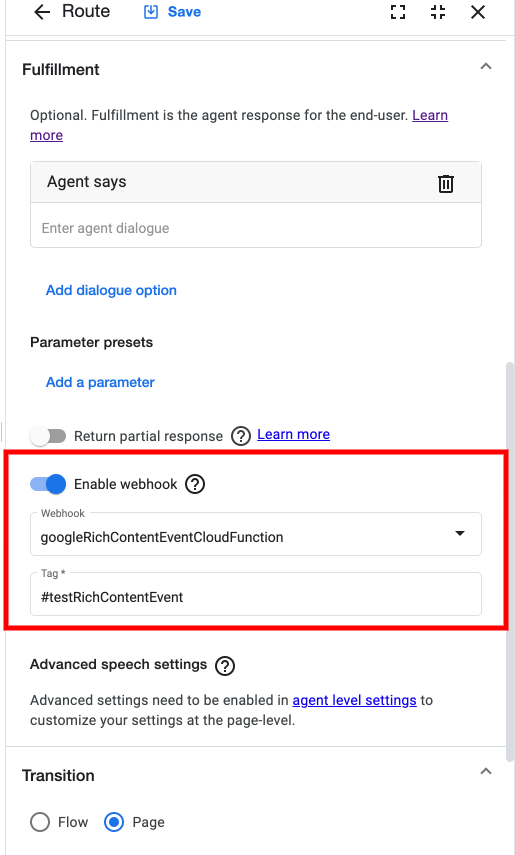 Route
Save
Fulfillment
Optional. Fulfillment is the agent response for the end-user. Learn
more
Agent says
Enter agent dialogue
Add dialogue option
Parameter presets
Add a parameter
Return partial response ? Learn more
Enable webhook ?
Webhook
googleRichContentEventCloudFunction
Tag *
#testRichContentEvent
Advanced speech settings ?
Advanced settings need to be enabled in agent level settings to
customize your settings at the page-level.
Transition
Flow
Page